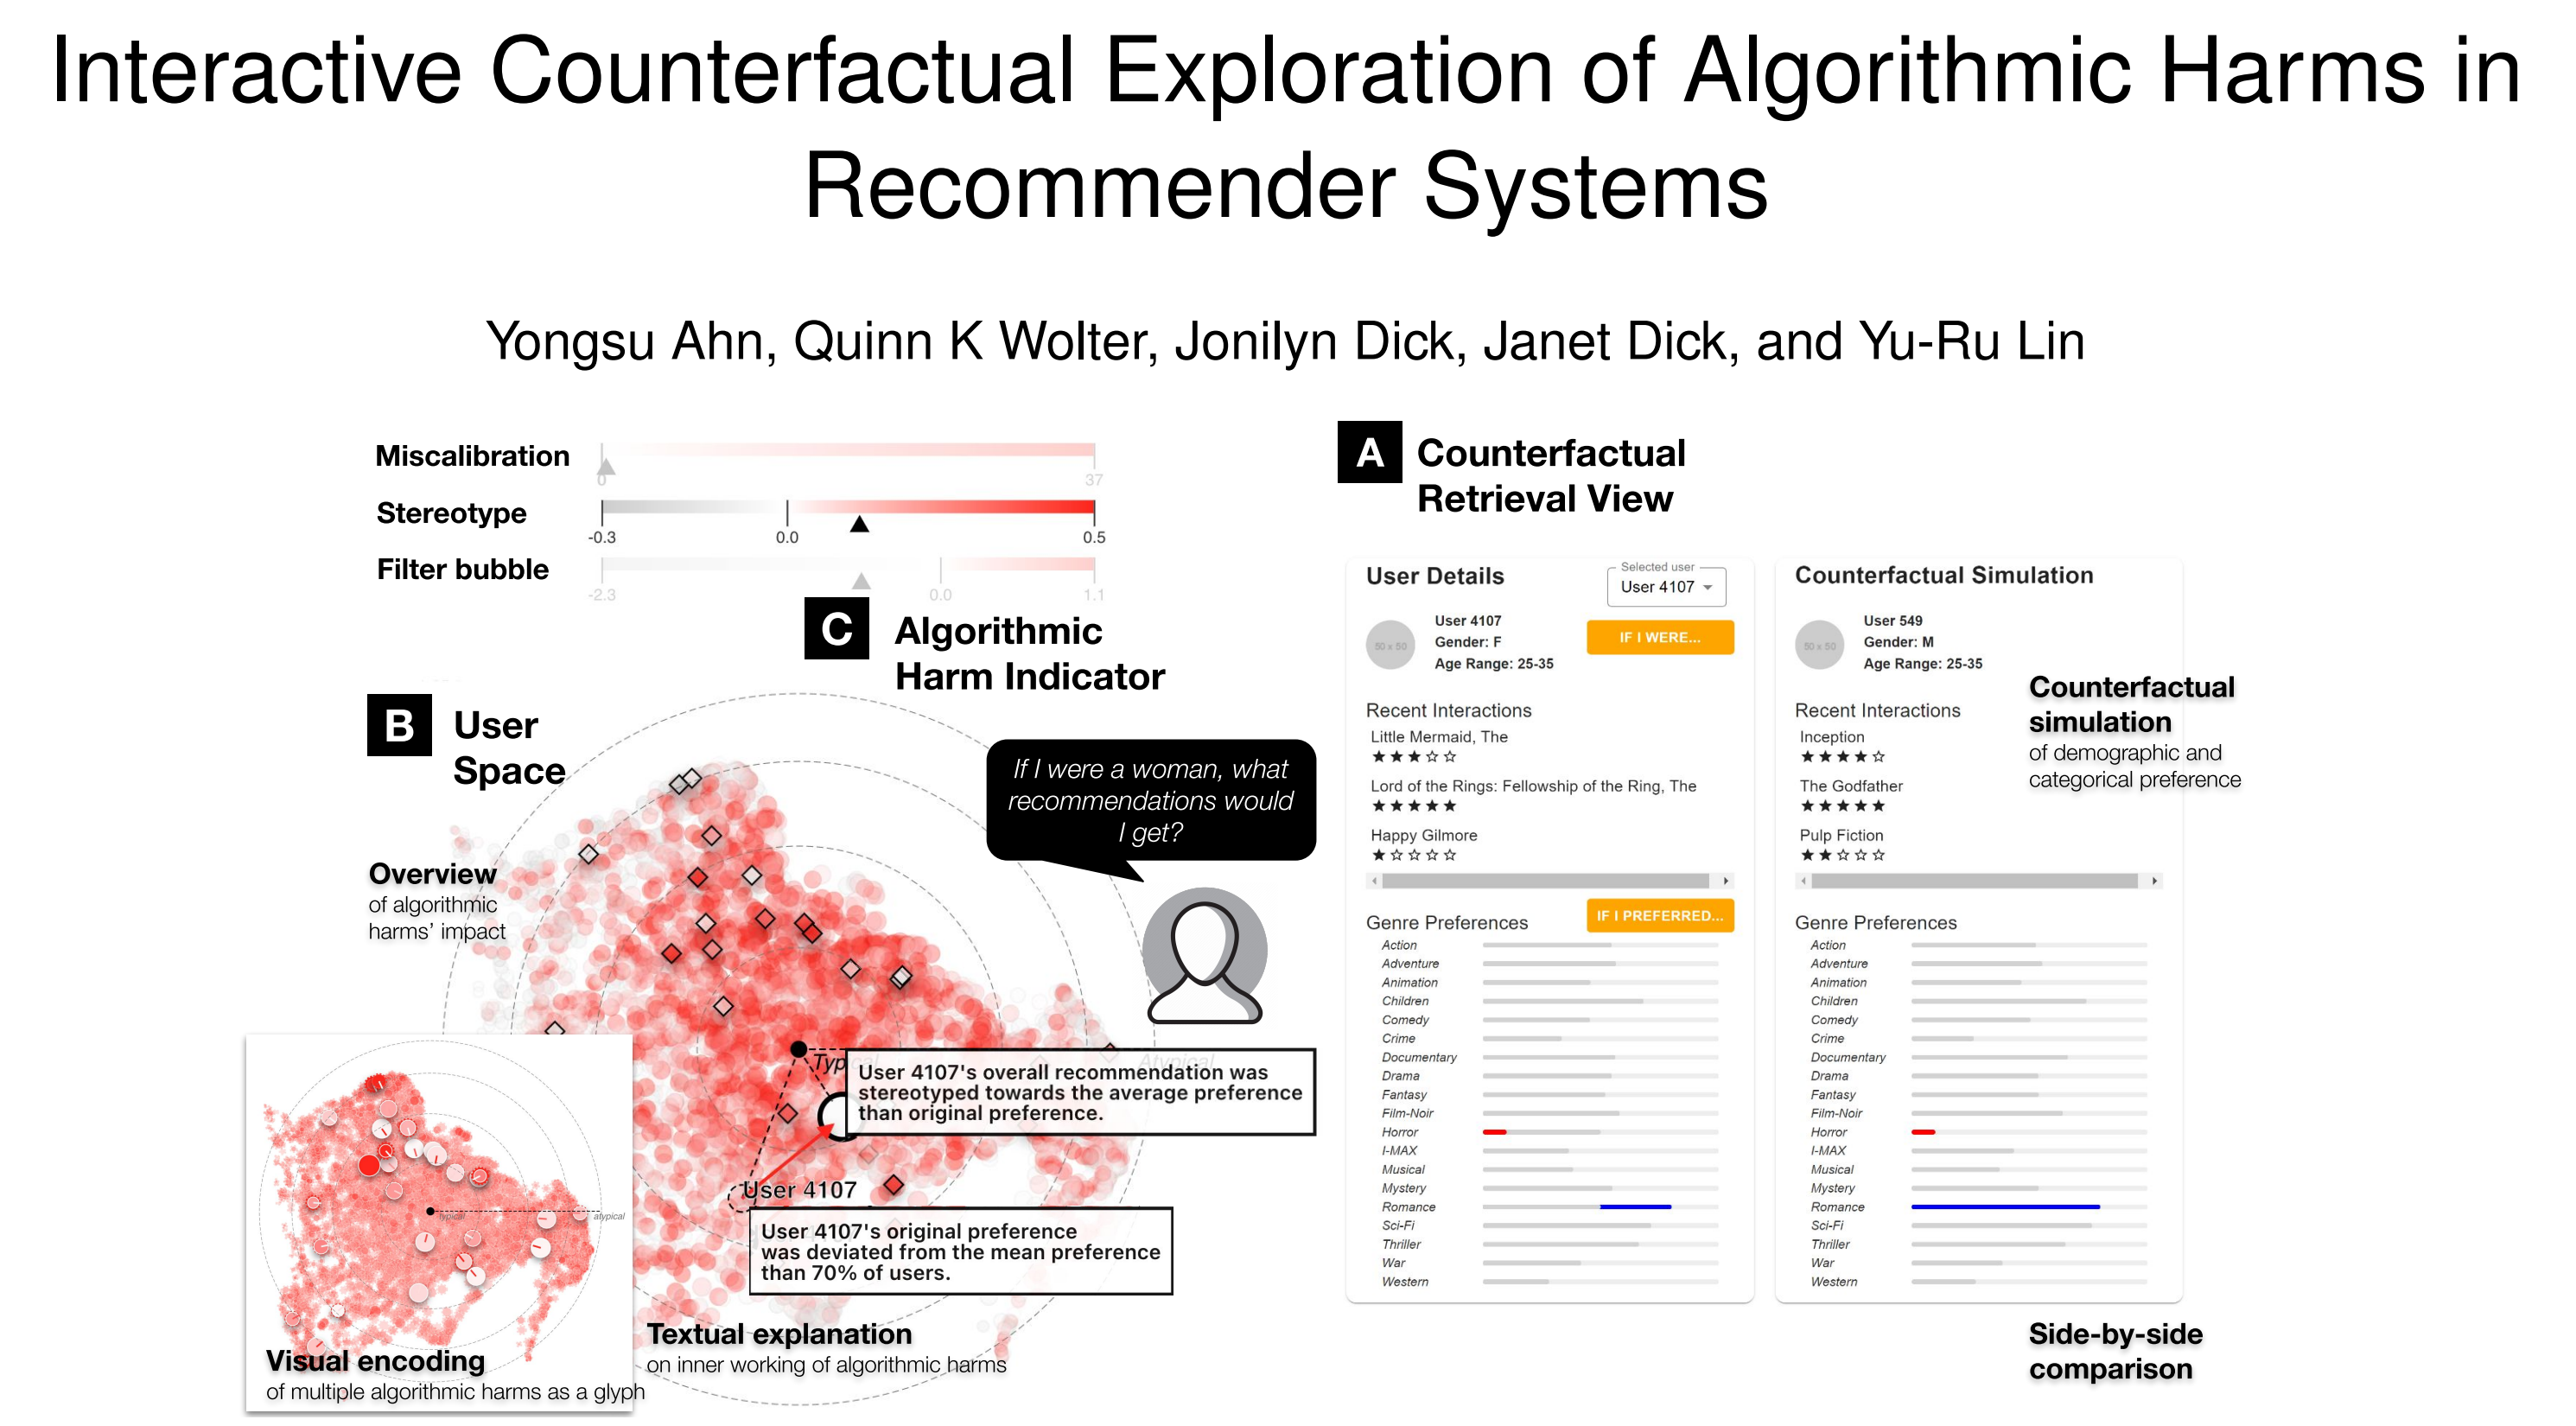 Interactive Counterfactual Exploration of Algorithmic Harms in
Recommender Systems
Yongsu Ahn, Quinn K Wolter, Jonilyn Dick, Janet Dick, and Yu-Ru Lin
Miscalibration
0
37
Stereotype
-0.3
0.0
0.5
Filter bubble
-2.3
0.0
1.1
C
Algorithmic
Harm Indicator
B
User
Space
Overview
of algorithmic
harms' impact
If I were a woman, what
recommendations would
I get?
Typical
Atypical
User 4107's overall recommendation was
stereotyped towards the average preference
than original preference.
User 4107
User 4107's original preference
was deviated from the mean preference
than 70% of users.
typical
atypical
Visual encoding
of multiple algorithmic harms as a glyph
Textual explanation
on inner working of algorithmic harms
A
Counterfactual
Retrieval View
User Details
Selected user
User 4107
50 x 50
User 4107
Gender: F
Age Range: 25-35
IF I WERE...
Recent Interactions
Little Mermaid, The
★★★☆☆
Lord of the Rings: Fellowship of the Ring, The
★★★★★
Happy Gilmore
★☆☆☆☆
Genre Preferences
IF I PREFERRED...
Action
Adventure
Animation
Children
Comedy
Crime
Documentary
Drama
Fantasy
Film-Noir
Horror
I-MAX
Musical
Mystery
Romance
Sci-Fi
Thriller
War
Western
Counterfactual Simulation
50 x 50
User 549
Gender: M
Age Range: 25-35
Recent Interactions
Inception
★★★★☆
The Godfather
★★★★★
Pulp Fiction
★★☆☆☆
Genre Preferences
Action
Adventure
Animation
Children
Comedy
Crime
Documentary
Drama
Fantasy
Film-Noir
Horror
I-MAX
Musical
Mystery
Romance
Sci-Fi
Thriller
War
Western
Counterfactual
simulation
of demographic and
categorical preference
Side-by-side
comparison